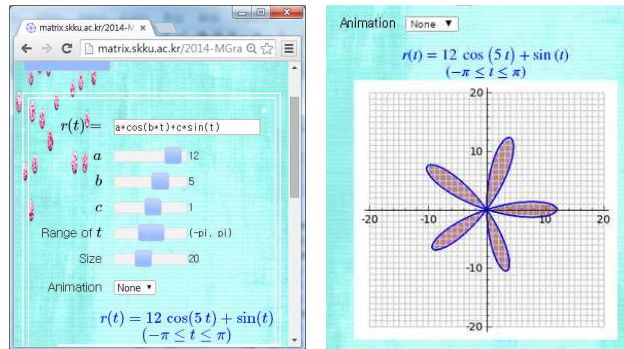 matrix.skku.ac.kr/2014-M
matrix.skku.ac.kr/2014-MGra
r(t) = a*cos(b*t)+c*sin(t)
a 12
b 5
c 1
Range of t (-pi, pi)
Size 20
Animation None
r(t) = 12 cos(5 t) + sin(t)
(−π ≤ t ≤ π)
Animation None
r(t) = 12 cos (5 t) + sin (t)
(−π ≤ t ≤ π)
20
10
-20 -10 10 20
-10
-20